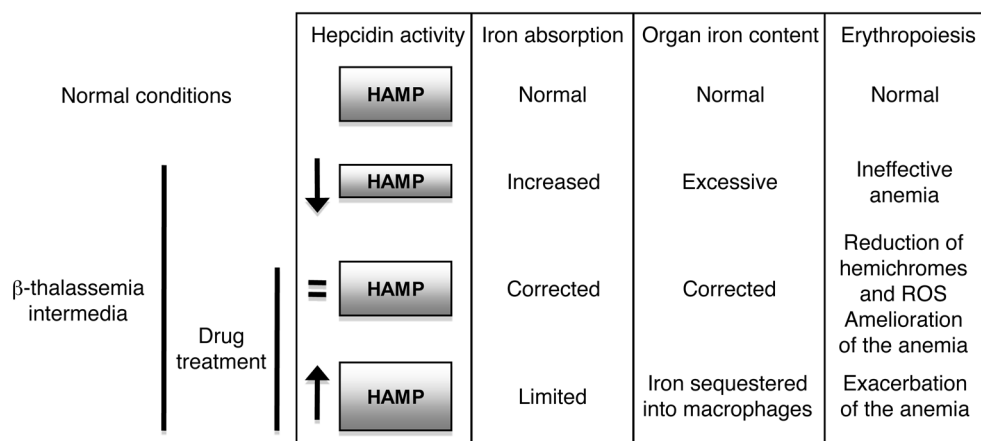 Hepcidin activity
Iron absorption
Organ iron content
Erythropoiesis
Normal conditions
HAMP
Normal
Normal
Normal
β-thalassemia
intermedia
HAMP
Increased
Excessive
Ineffective
anemia
Drug
treatment
=
HAMP
Corrected
Corrected
Reduction of
hemichromes
and ROS
Amelioration
of the anemia
HAMP
Limited
Iron sequestered
into macrophages
Exacerbation
of the anemia